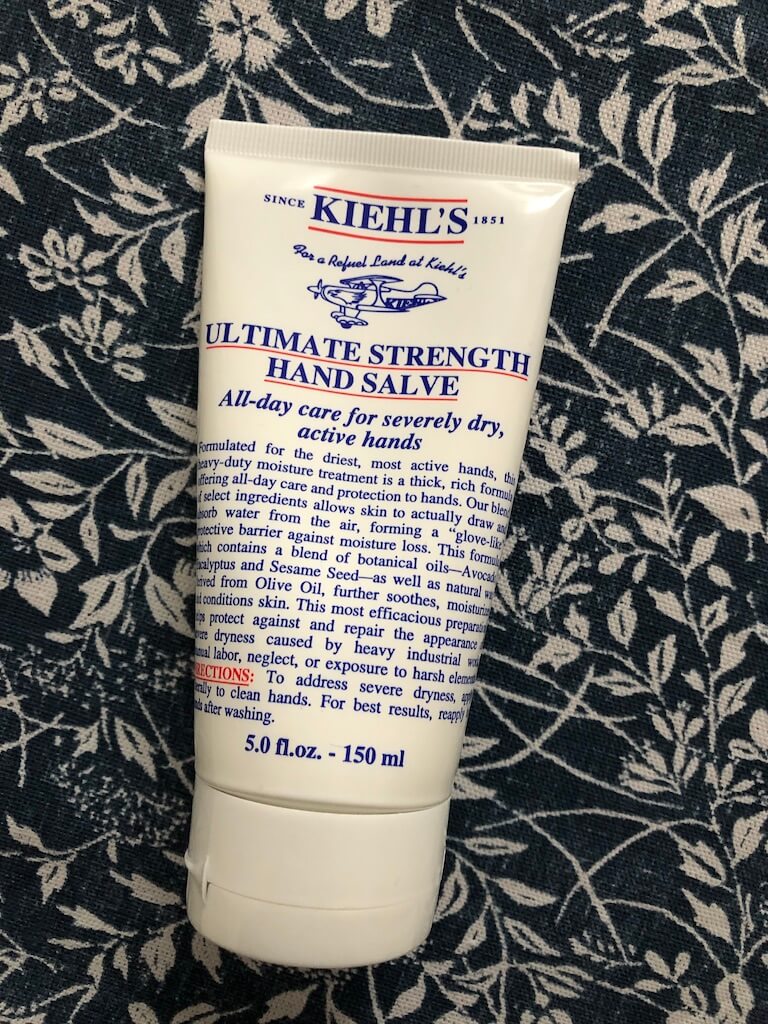 SINCE KIEHL'S 1851
For a Refuel Land at Kiehl's
KIEHL'S
ULTIMATE STRENGTH
HAND SALVE
All-day care for severely dry,
active hands
Formulated for the driest, most active hands, this
heavy-duty moisture treatment is a thick, rich formula
offering all-day care and protection to hands. Our blend
of select ingredients allows skin to actually draw and
absorb water from the air, forming a "glove-like"
protective barrier against moisture loss. This formula,
which contains a blend of botanical oils—Avocado,
Eucalyptus and Sesame Seed—as well as natural wax
derived from Olive Oil, further soothes, moisturizes
and conditions skin. This most efficacious preparation
helps protect against and repair the appearance of
severe dryness caused by heavy industrial work,
manual labor, neglect, or exposure to harsh elements.
DIRECTIONS: To address severe dryness, apply
liberally to clean hands. For best results, reapply
after washing.
5.0 fl.oz. - 150 ml